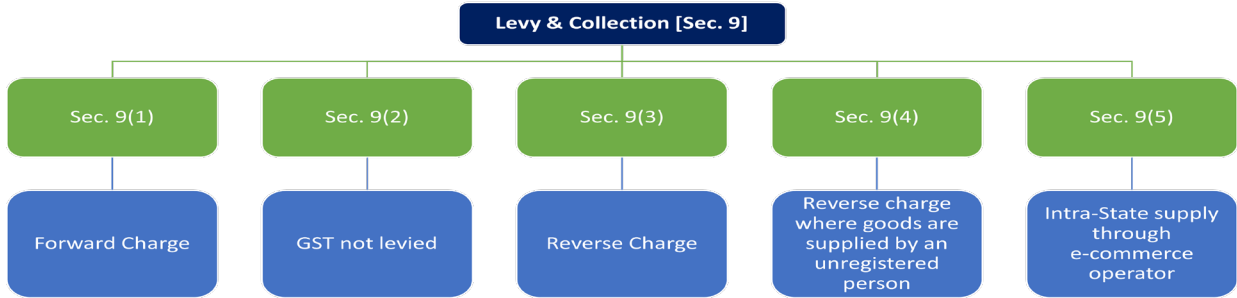 Levy & Collection [Sec. 9]
Sec. 9(1)
Sec. 9(2)
Sec. 9(3)
Sec. 9(4)
Sec. 9(5)
Forward Charge
GST not levied
Reverse Charge
Reverse charge
where goods are
supplied by an
unregistered
person
Intra-State supply
through
e-commerce
operator